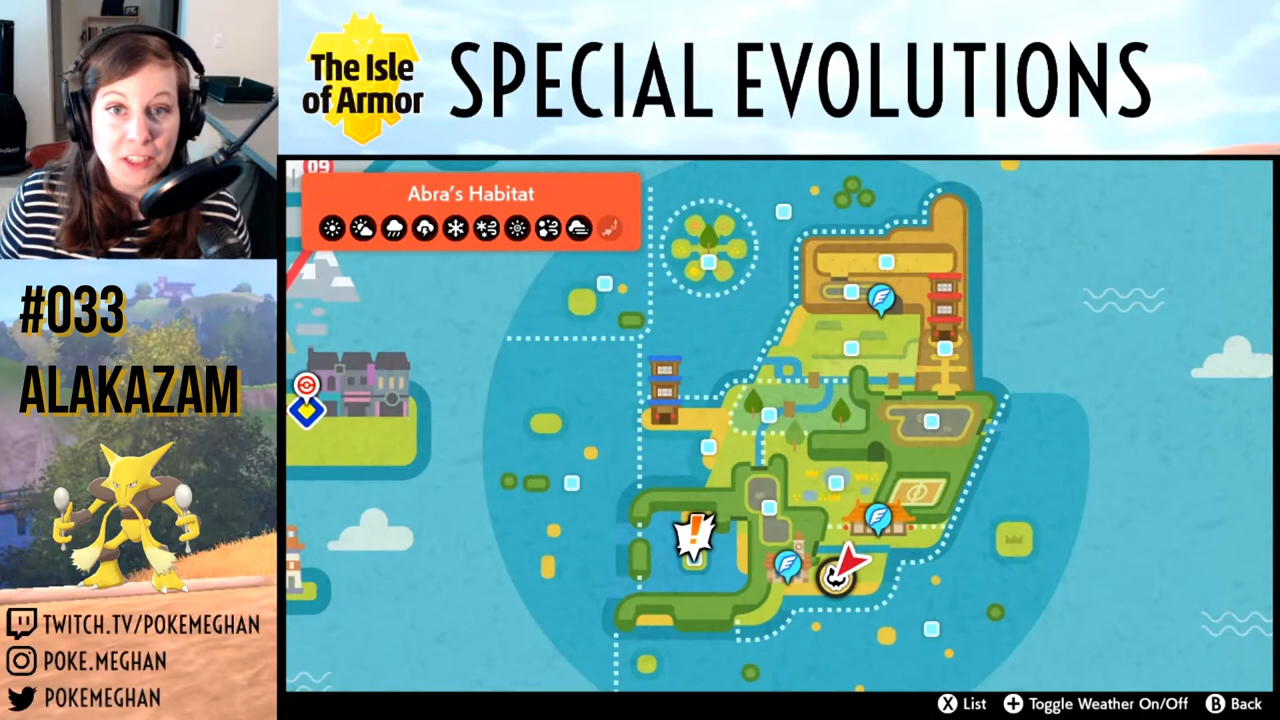 The Isle
of Armor
SPECIAL EVOLUTIONS
09
Abra's Habitat
#033
ALAKAZAM
TWITCH.TV/POKEMEGHAN
POKE.MEGHAN
POKEMEGHAN
X List + Toggle Weather On/Off B Back